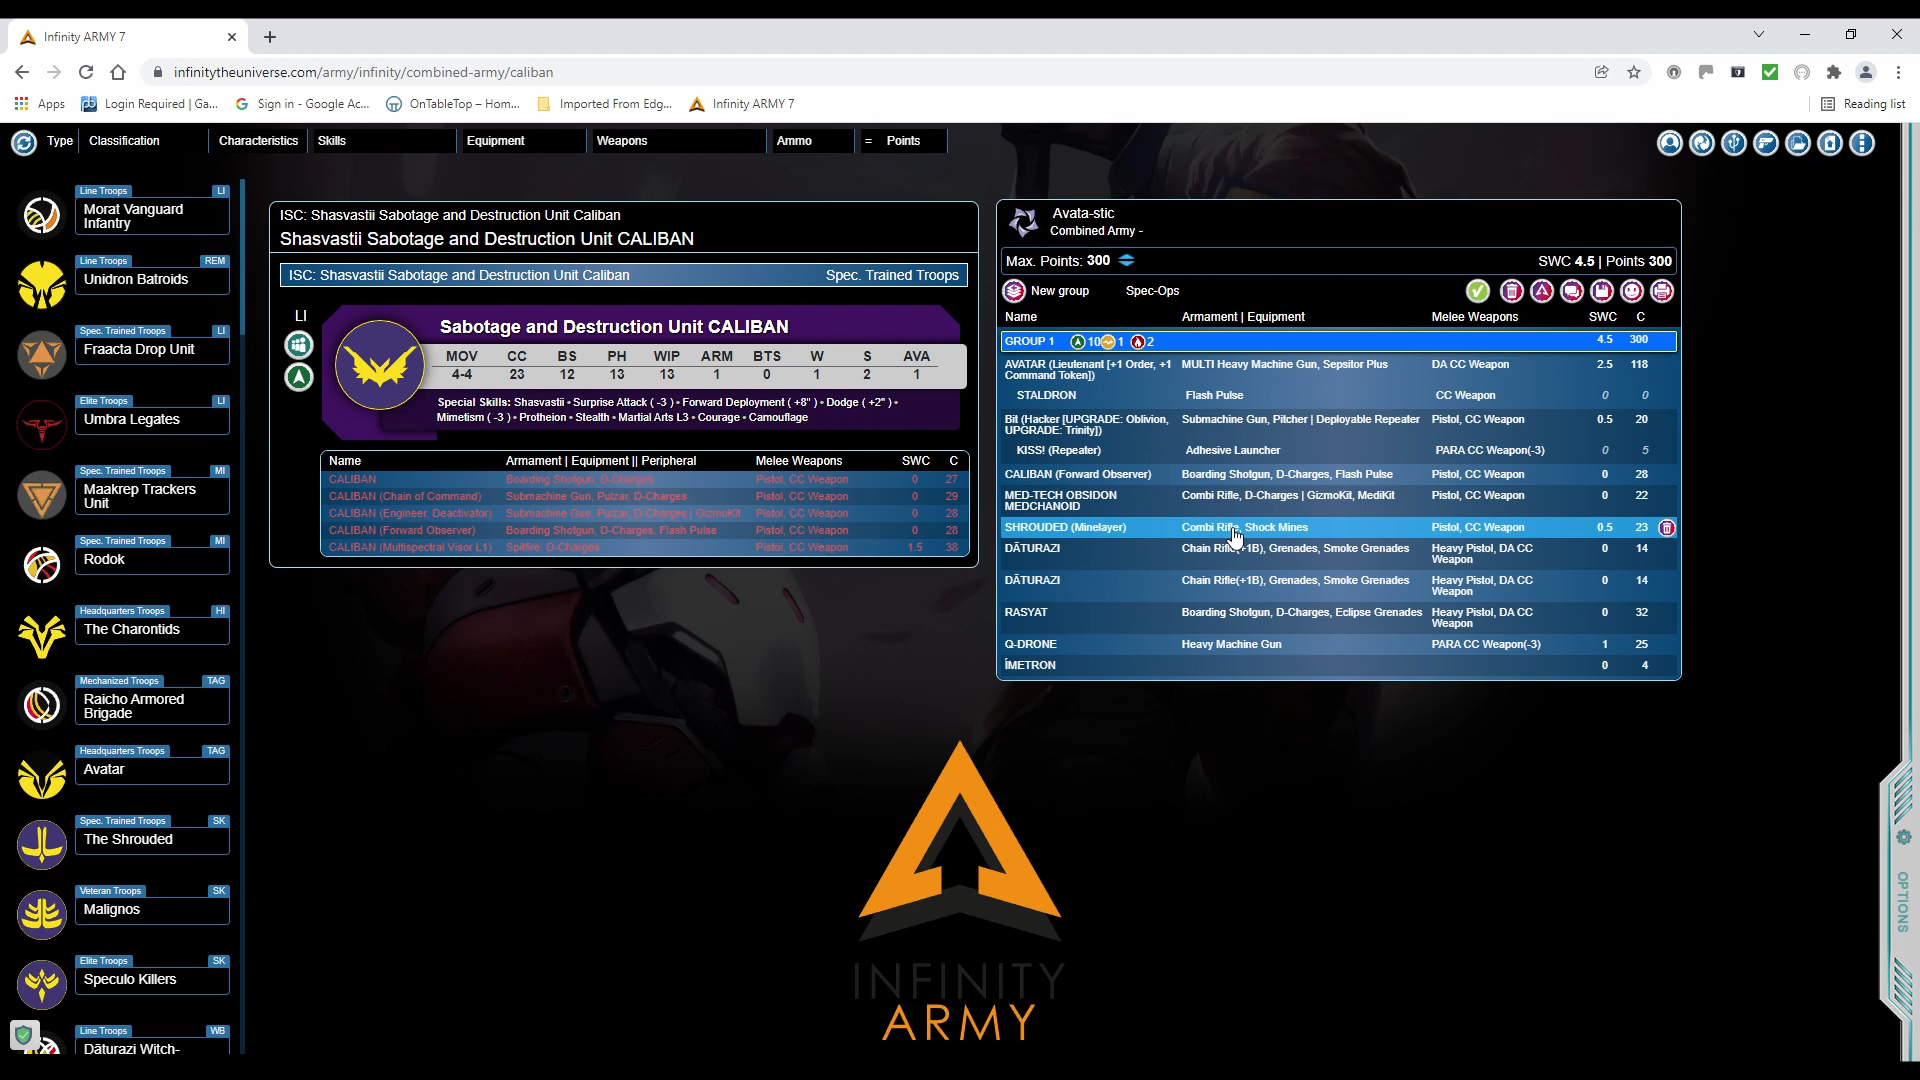 Infinity ARMY 7
infinitytheuniverse.com/army/infinity/combined-army/caliban
Apps
Login Required | Ga...
Sign in - Google Ac...
OnTableTop – Hom...
Imported From Edg...
Infinity ARMY 7
Reading list
Type
Classification
Characteristics
Skills
Equipment
Weapons
Ammo
= Points
Line Troops LI
Morat Vanguard
Infantry
Line Troops REM
Unidron Batroids
Spec. Trained Troops LI
Fraacta Drop Unit
Elite Troops LI
Umbra Legates
Spec. Trained Troops MI
Maakrep Trackers
Unit
Spec. Trained Troops MI
Rodok
Headquarters Troops HI
The Charontids
Mechanized Troops TAG
Raicho Armored
Brigade
Headquarters Troops TAG
Avatar
Spec. Trained Troops SK
The Shrouded
Veteran Troops SK
Malignos
Elite Troops SK
Speculo Killers
Line Troops WB
Dāturazi Witch-
ISC: Shasvastii Sabotage and Destruction Unit Caliban
Shasvastii Sabotage and Destruction Unit CALIBAN
ISC: Shasvastii Sabotage and Destruction Unit Caliban Spec. Trained Troops
LI
Sabotage and Destruction Unit CALIBAN
MOV CC BS PH WIP ARM BTS W S AVA
4-4 23 12 13 13 1 0 1 2 1
Special Skills: Shasvastii • Surprise Attack ( -3 ) • Forward Deployment ( +8" ) • Dodge ( +2" ) •
Mimetism ( -3 ) • Protheion • Stealth • Martial Arts L3 • Courage • Camouflage
Name Armament | Equipment || Peripheral Melee Weapons SWC C
CALIBAN Boarding Shotgun, D-Charges Pistol, CC Weapon 0 27
CALIBAN (Chain of Command) Submachine Gun, Pulzar, D-Charges Pistol, CC Weapon 0 29
CALIBAN (Engineer, Deactivator) Submachine Gun, Pulzar, D-Charges | GizmoKit Pistol, CC Weapon 0 28
CALIBAN (Forward Observer) Boarding Shotgun, D-Charges, Flash Pulse Pistol, CC Weapon 0 28
CALIBAN (Multispectral Visor L1) Spitfire, D-Charges Pistol, CC Weapon 1.5 38
Avata-stic
Combined Army -
Max. Points: 300 SWC 4.5 | Points 300
New group Spec-Ops
Name Armament | Equipment Melee Weapons SWC C
GROUP 1 10 1 2 4.5 300
AVATAR (Lieutenant [+1 Order, +1 MULTI Heavy Machine Gun, Sepsitor Plus DA CC Weapon 2.5 118
Command Token])
STALDRON Flash Pulse CC Weapon 0 0
Bit (Hacker [UPGRADE: Oblivion, Submachine Gun, Pitcher | Deployable Repeater Pistol, CC Weapon 0.5 20
UPGRADE: Trinity])
KISS! (Repeater) Adhesive Launcher PARA CC Weapon(-3) 0 5
CALIBAN (Forward Observer) Boarding Shotgun, D-Charges, Flash Pulse Pistol, CC Weapon 0 28
MED-TECH OBSIDON Combi Rifle, D-Charges | GizmoKit, MediKit Pistol, CC Weapon 0 22
MEDCHANOID
SHROUDED (Minelayer) Combi Rifle, Shock Mines Pistol, CC Weapon 0.5 23
DĀTURAZI Chain Rifle(+1B), Grenades, Smoke Grenades Heavy Pistol, DA CC 0 14
Weapon
DĀTURAZI Chain Rifle(+1B), Grenades, Smoke Grenades Heavy Pistol, DA CC 0 14
Weapon
RASYAT Boarding Shotgun, D-Charges, Eclipse Grenades Heavy Pistol, DA CC 0 32
Weapon
Q-DRONE Heavy Machine Gun PARA CC Weapon(-3) 1 25
ÍMETRON 0 4
OPTIONS
INFINITY
ARMY